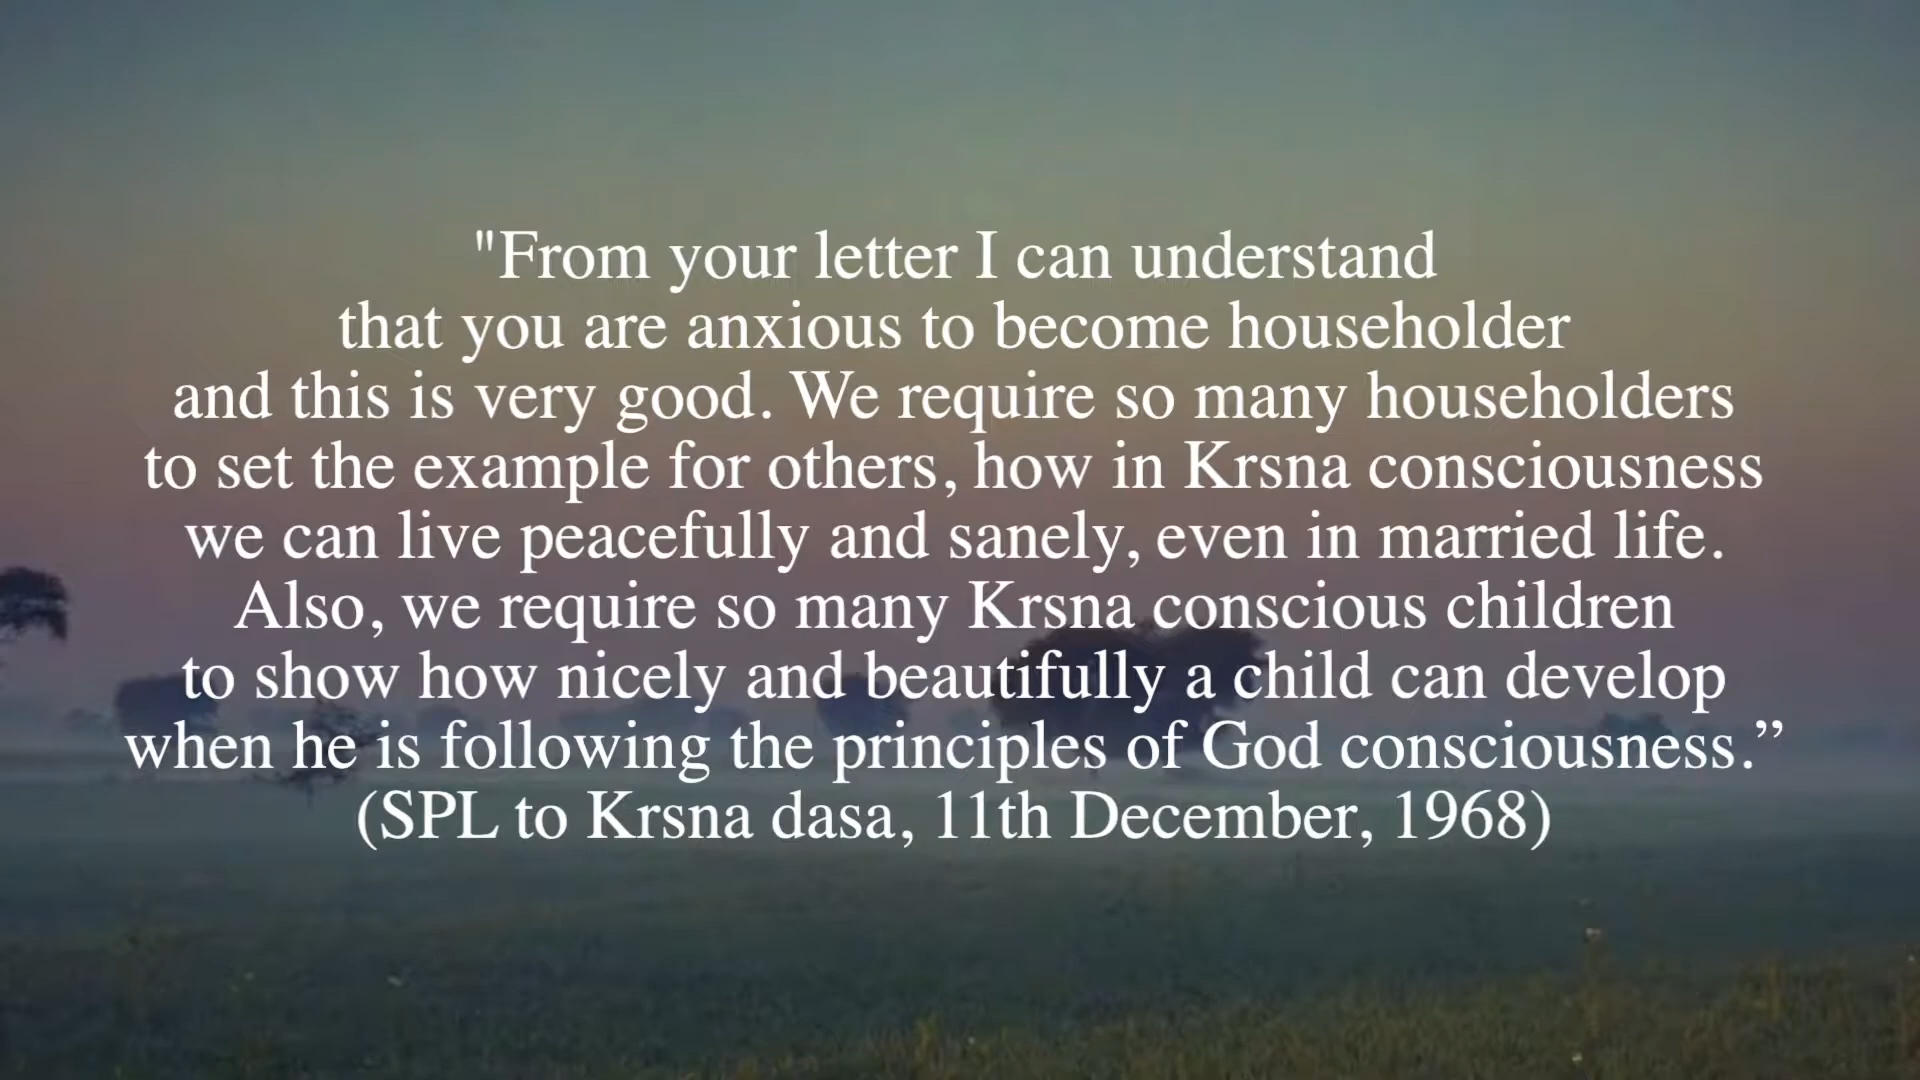 "From your letter I can understand
that you are anxious to become householder
and this is very good. We require so many householders
to set the example for others, how in Krsna consciousness
we can live peacefully and sanely, even in married life.
Also, we require so many Krsna conscious children
to show how nicely and beautifully a child can develop
when he is following the principles of God consciousness.”
(SPL to Krsna dasa, 11th December, 1968)